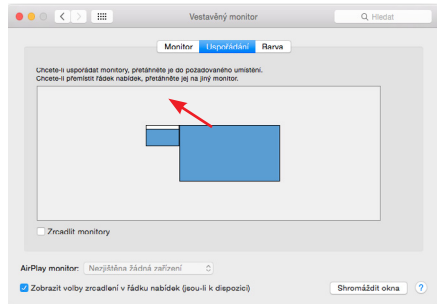 Vestavěný monitor
Hledat
Monitor Uspořádání Barva
Chcete-li uspořádat monitory, přetáhněte je do požadovaného umístění.
Chcete-li přemístit řádek nabídek, přetáhněte jej na jiný monitor.
Zrcadlit monitory
AirPlay monitor: Nezjištěna žádná zařízení
Zobrazit volby zrcadlení v řádku nabídek (jsou-li k dispozici)
Shromáždit okna ?